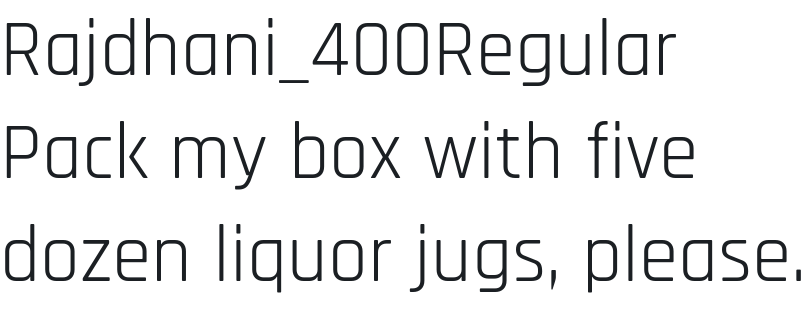 Rajdhani_400Regular
Pack my box with five
dozen liquor jugs, please.